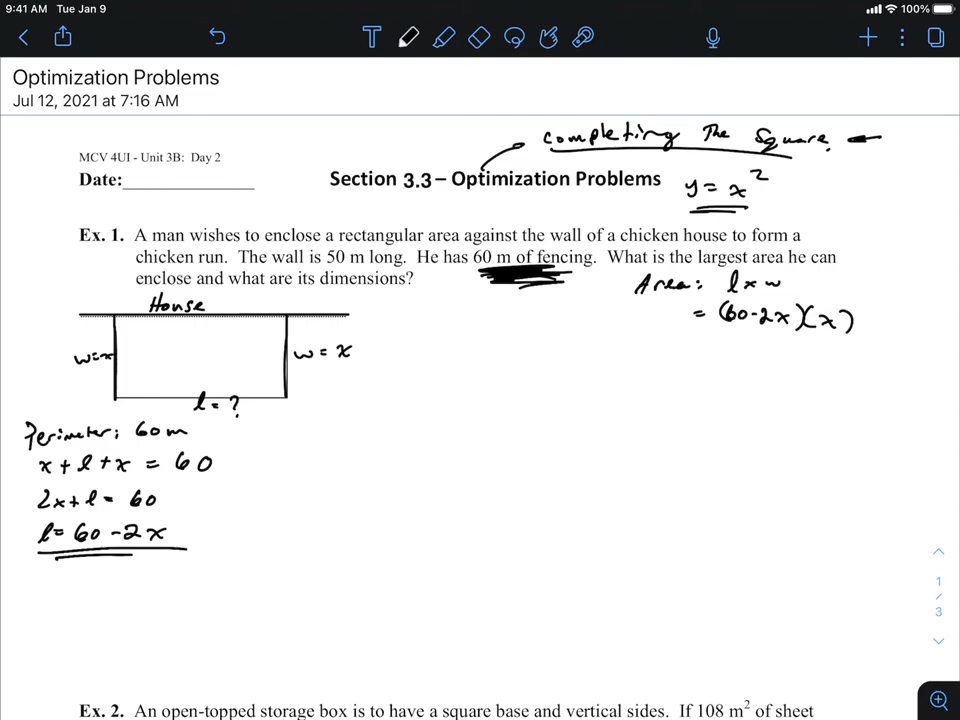 9:41 AM Tue Jan 9
100%
Optimization Problems
Jul 12, 2021 at 7:16 AM
completing The Square
MCV 4UI - Unit 3B: Day 2
Date:______________
Section 3.3 – Optimization Problems
y = x²
Ex. 1. A man wishes to enclose a rectangular area against the wall of a chicken house to form a
chicken run. The wall is 50 m long. He has 60 m of fencing. What is the largest area he can
enclose and what are its dimensions?
Area: l x w
= (60-2x)(x)
House
w=x
w = x
l = ?
Perimeter: 60m
x + l + x = 60
2x + l = 60
l = 60 - 2x
1
/
3
Ex. 2. An open-topped storage box is to have a square base and vertical sides. If 108 m² of sheet